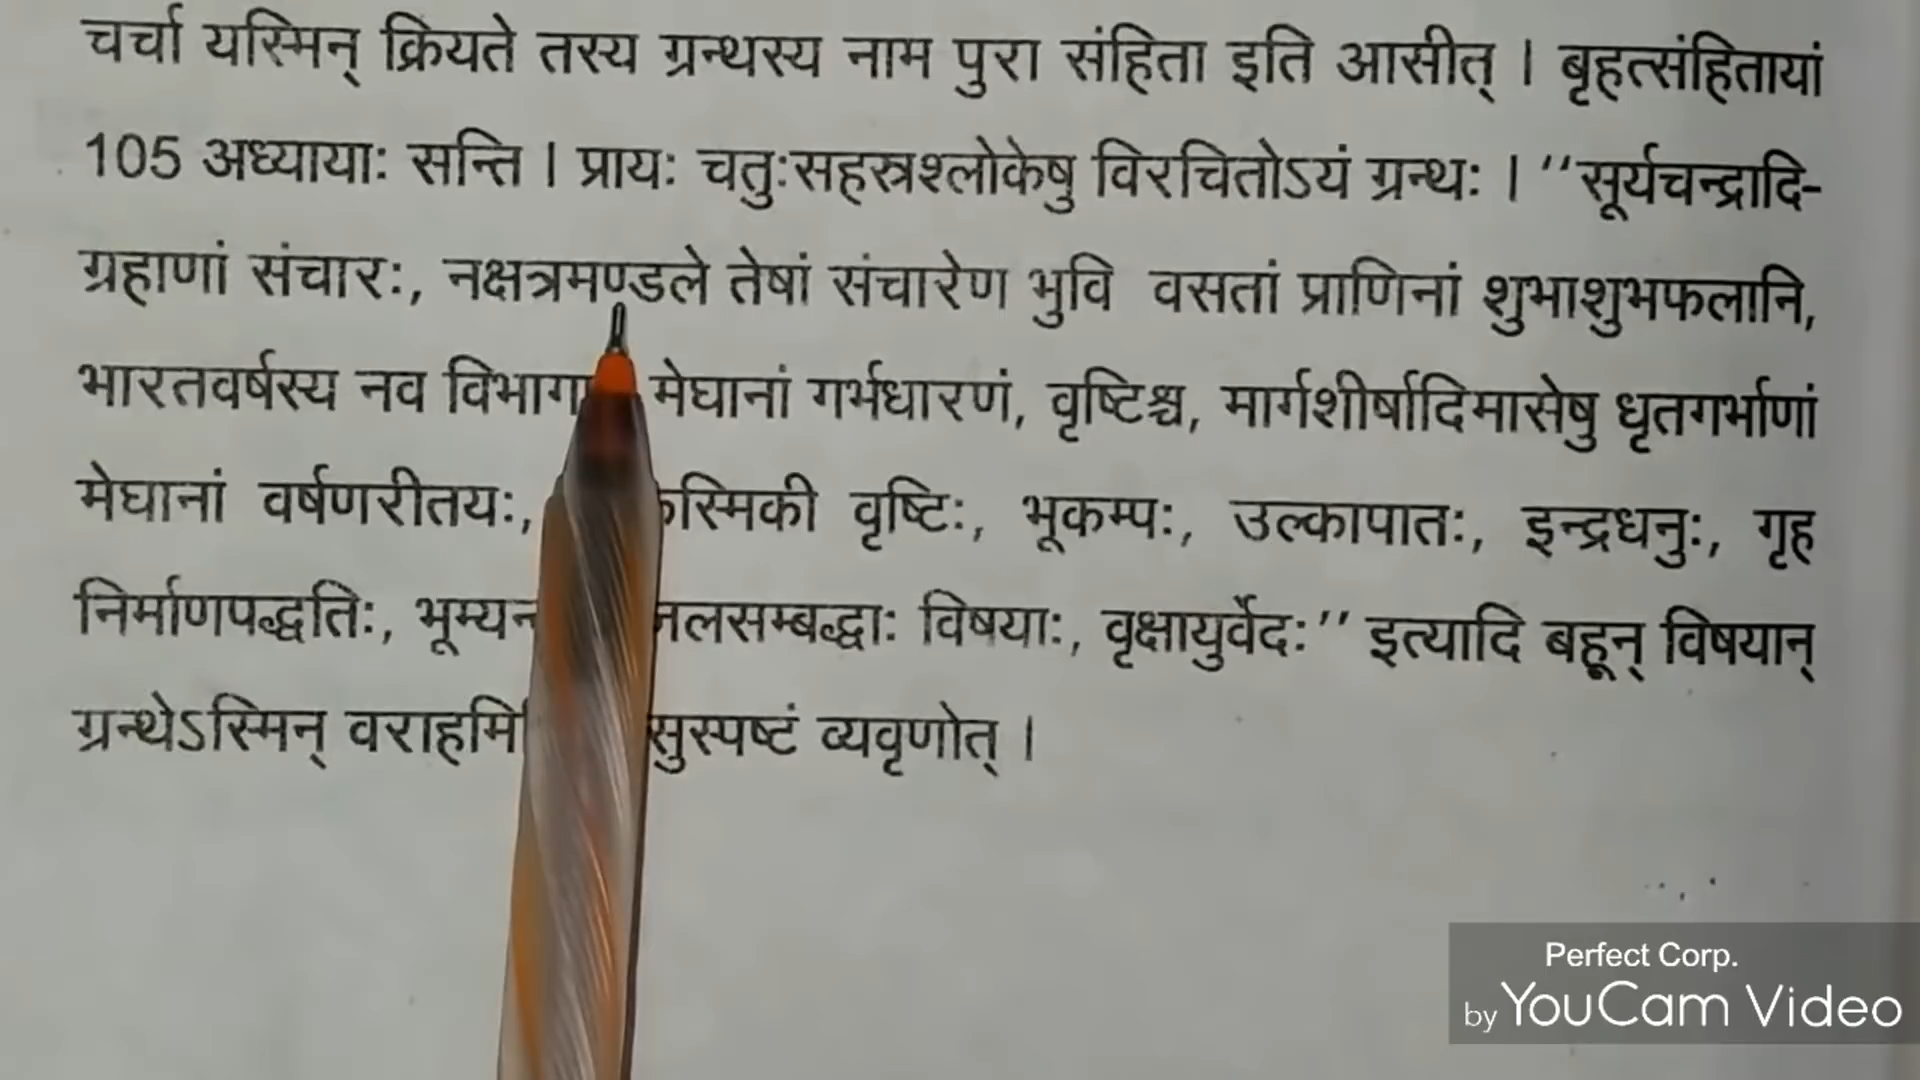 चर्चा यस्मिन् क्रियते तस्य ग्रन्थस्य नाम पुरा संहिता इति आसीत् । बृहत्संहितायां
105 अध्यायाः सन्ति । प्रायः चतुःसहस्रश्लोकेषु विरचितोऽयं ग्रन्थः । ‘‘सूर्यचन्द्रादि-
ग्रहाणां संचारः, नक्षत्रमण्डले तेषां संचारेण भुवि वसतां प्राणिनां शुभाशुभफलानि,
भारतवर्षस्य नव मेघानां गर्भधारणं, वृष्टिश्च, मार्गशीर्षादिमासेषु धृतगर्भाणां
मेघानां वर्षणरीतयः, वृष्टिः, भूकम्पः, उल्कापातः, इन्द्रधनुः, गृह
निर्माणपद्धतिः, विषयाः, वृक्षायुर्वेदः’’ इत्यादि बहून् विषयान्
ग्रन्थेऽस्मिन् सुस्पष्टं व्यवृणोत् ।
Perfect Corp.
by YouCam Video